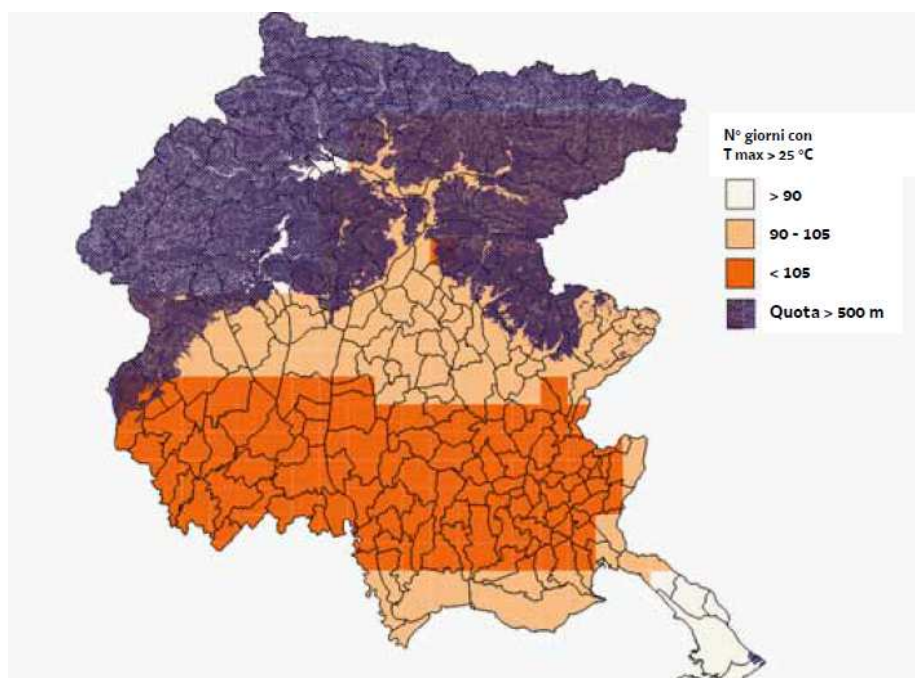 N° giorni con
T max > 25 °C
> 90
90 - 105
< 105
Quota > 500 m